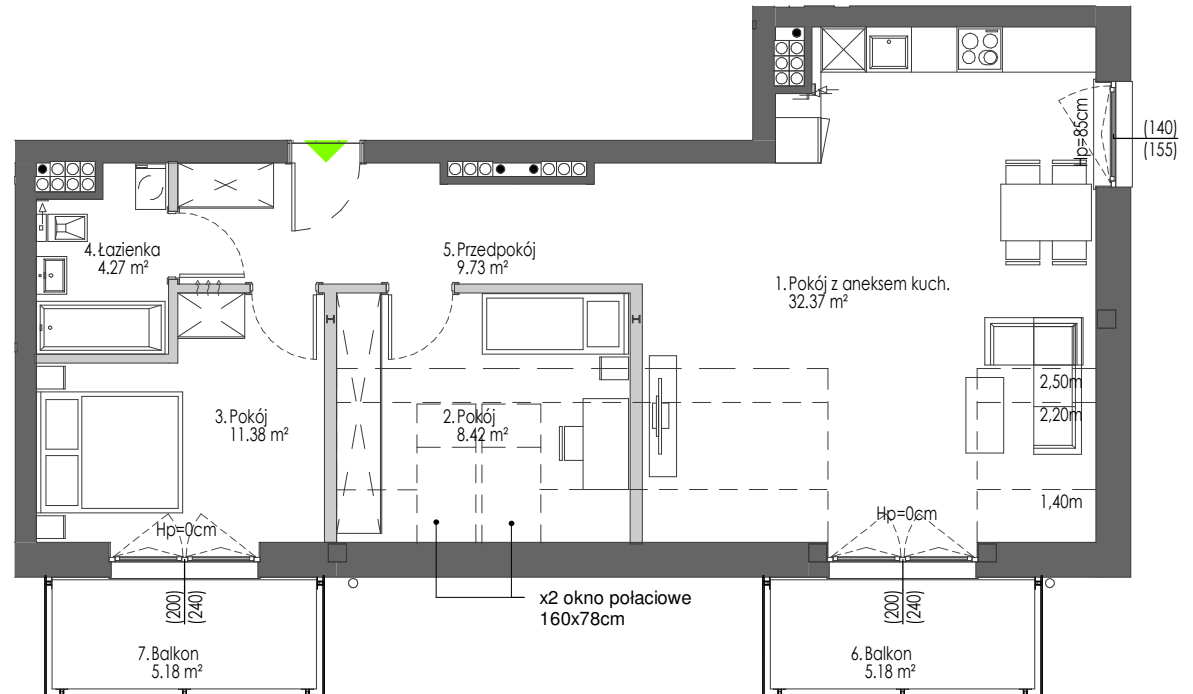 (140)
(155)
Hp=85cm
4.Łazienka
4.27 m²
5.Przedpokój
9.73 m²
1.Pokój z aneksem kuch.
32.37 m²
2,50m
2,20m
3.Pokój
11.38 m²
2.Pokój
8.42 m²
1,40m
Hp=0cm
Hp=0cm
x2 okno połaciowe
160x78cm
(200)
(240)
(200)
(240)
7.Balkon
5.18 m²
6.Balkon
5.18 m²